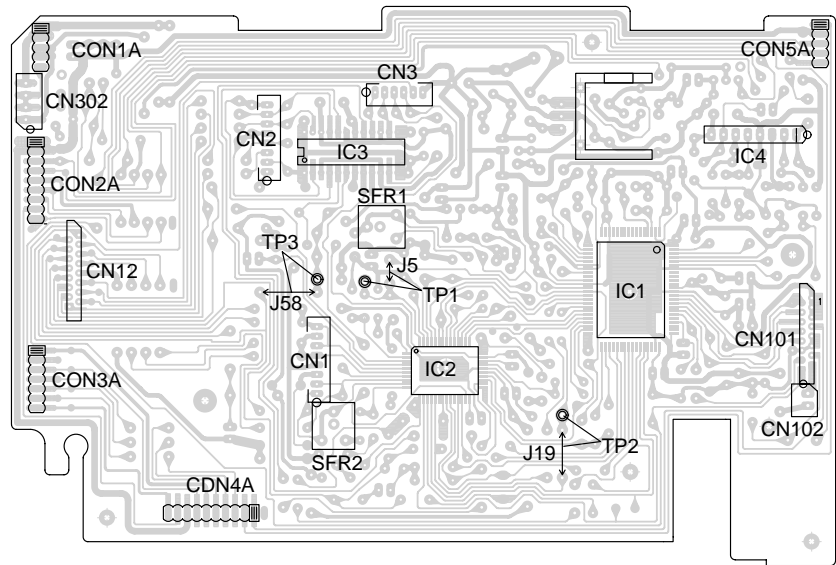 CON1A
CON5A
CN3
CN302
CN2
IC3
IC4
CON2A
SFR1
TP3
J5
CN12
TP1
IC1
J58
1
CN101
CN1
IC2
CON3A
CN102
J19
TP2
SFR2
CDN4A